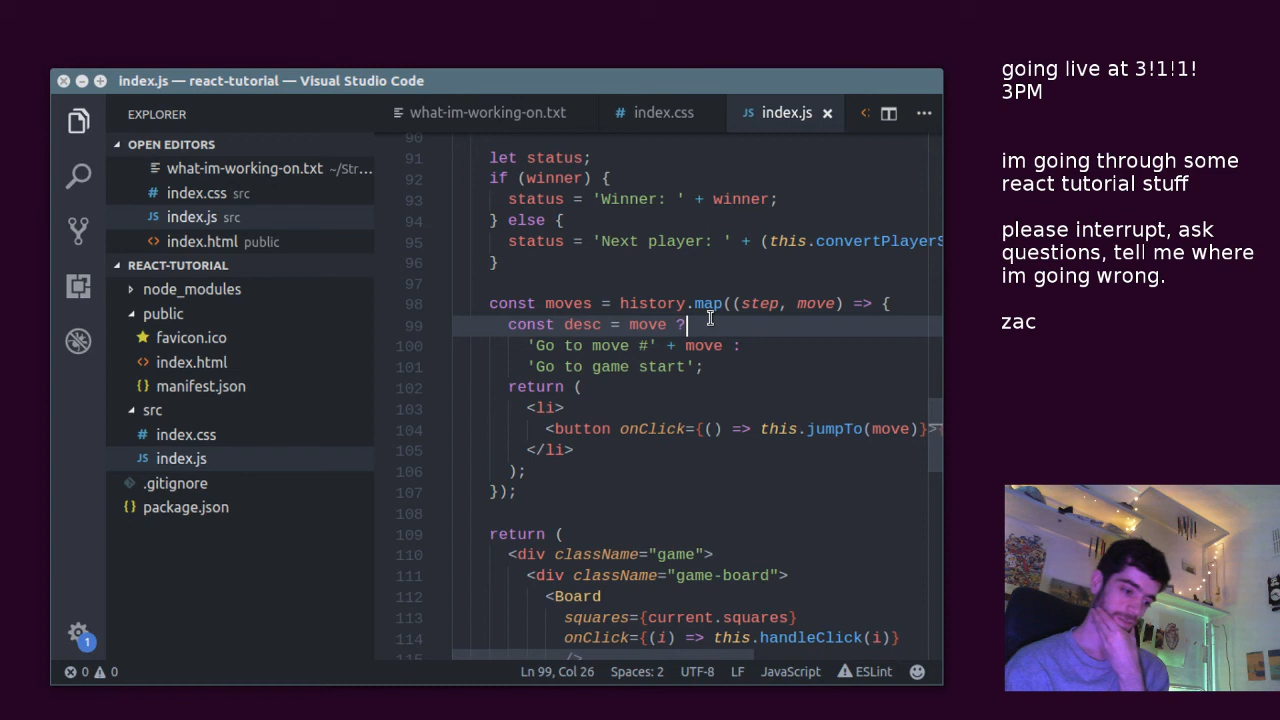 index.js — react-tutorial — Visual Studio Code
EXPLORER
OPEN EDITORS
what-im-working-on.txt ~/Str...
index.css src
index.js src
index.html public
REACT-TUTORIAL
node_modules
public
favicon.ico
index.html
manifest.json
src
index.css
index.js
.gitignore
package.json
1
what-im-working-on.txt
index.css
JS index.js
90
91 let status;
92 if (winner) {
93 status = 'Winner: ' + winner;
94 } else {
95 status = 'Next player: ' + (this.convertPlayerS
96 }
97
98 const moves = history.map((step, move) => {
99 const desc = move ?
100 'Go to move #' + move :
101 'Go to game start';
102 return (
103 <li>
104 <button onClick={() => this.jumpTo(move)}>{
105 </li>
106 );
107 });
108
109 return (
110 <div className="game">
111 <div className="game-board">
112 <Board
113 squares={current.squares}
114 onClick={(i) => this.handleClick(i)}
115 />
0 0
Ln 99, Col 26
Spaces: 2
UTF-8
LF
JavaScript
ESLint
going live at 3!1!1!
3PM
im going through some
react tutorial stuff
please interrupt, ask
questions, tell me where
im going wrong.
zac